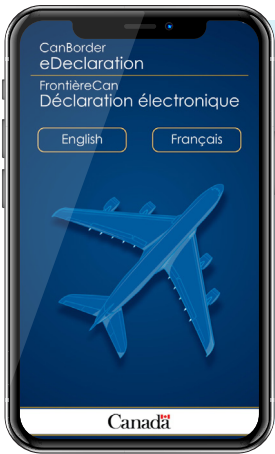 CanBorder
eDeclaration
FrontièreCan
Déclaration électronique
English
Français
Canada